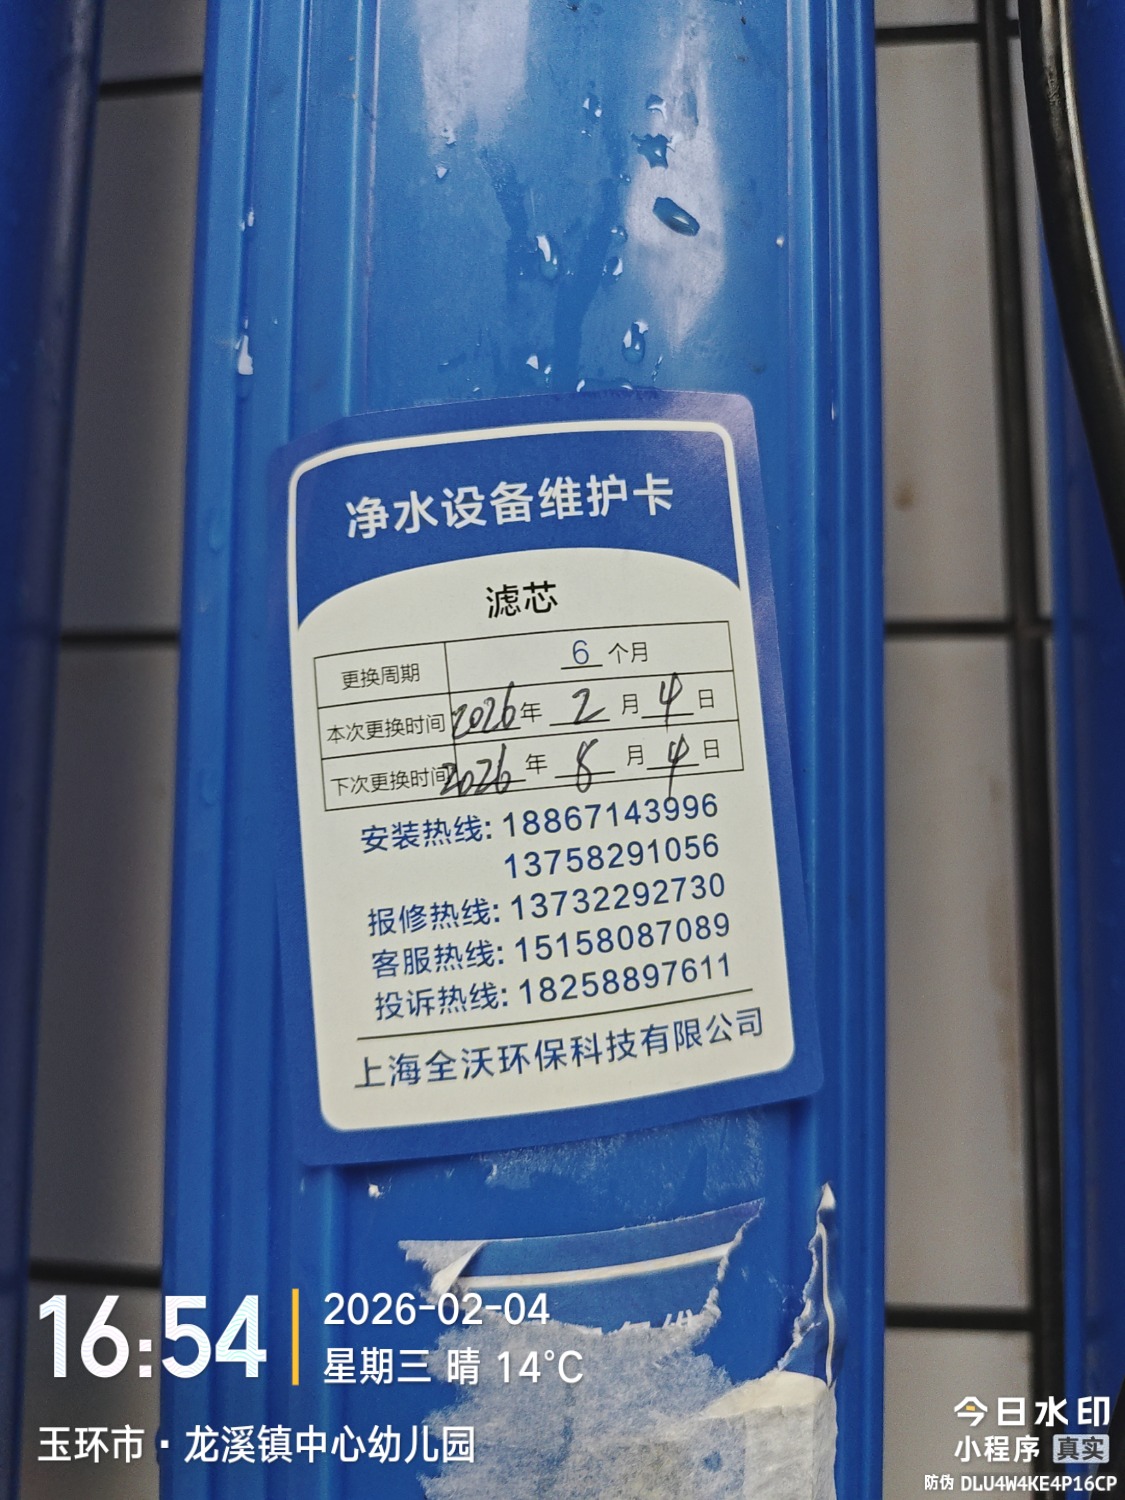 净水设备维护卡
滤芯
更换周期 6 个月
本次更换时间 2026年 2 月 4 日
下次更换时间 2026 年 8 月 4 日
安装热线: 18867143996
13758291056
报修热线: 13732292730
客服热线: 15158087089
投诉热线: 18258897611
上海全沃环保科技有限公司
16:54
2026-02-04
星期三 晴 14°C
玉环市·龙溪镇中心幼儿园
今日水印
小程序 真实
防伪 DLU4W4KE4P16CP